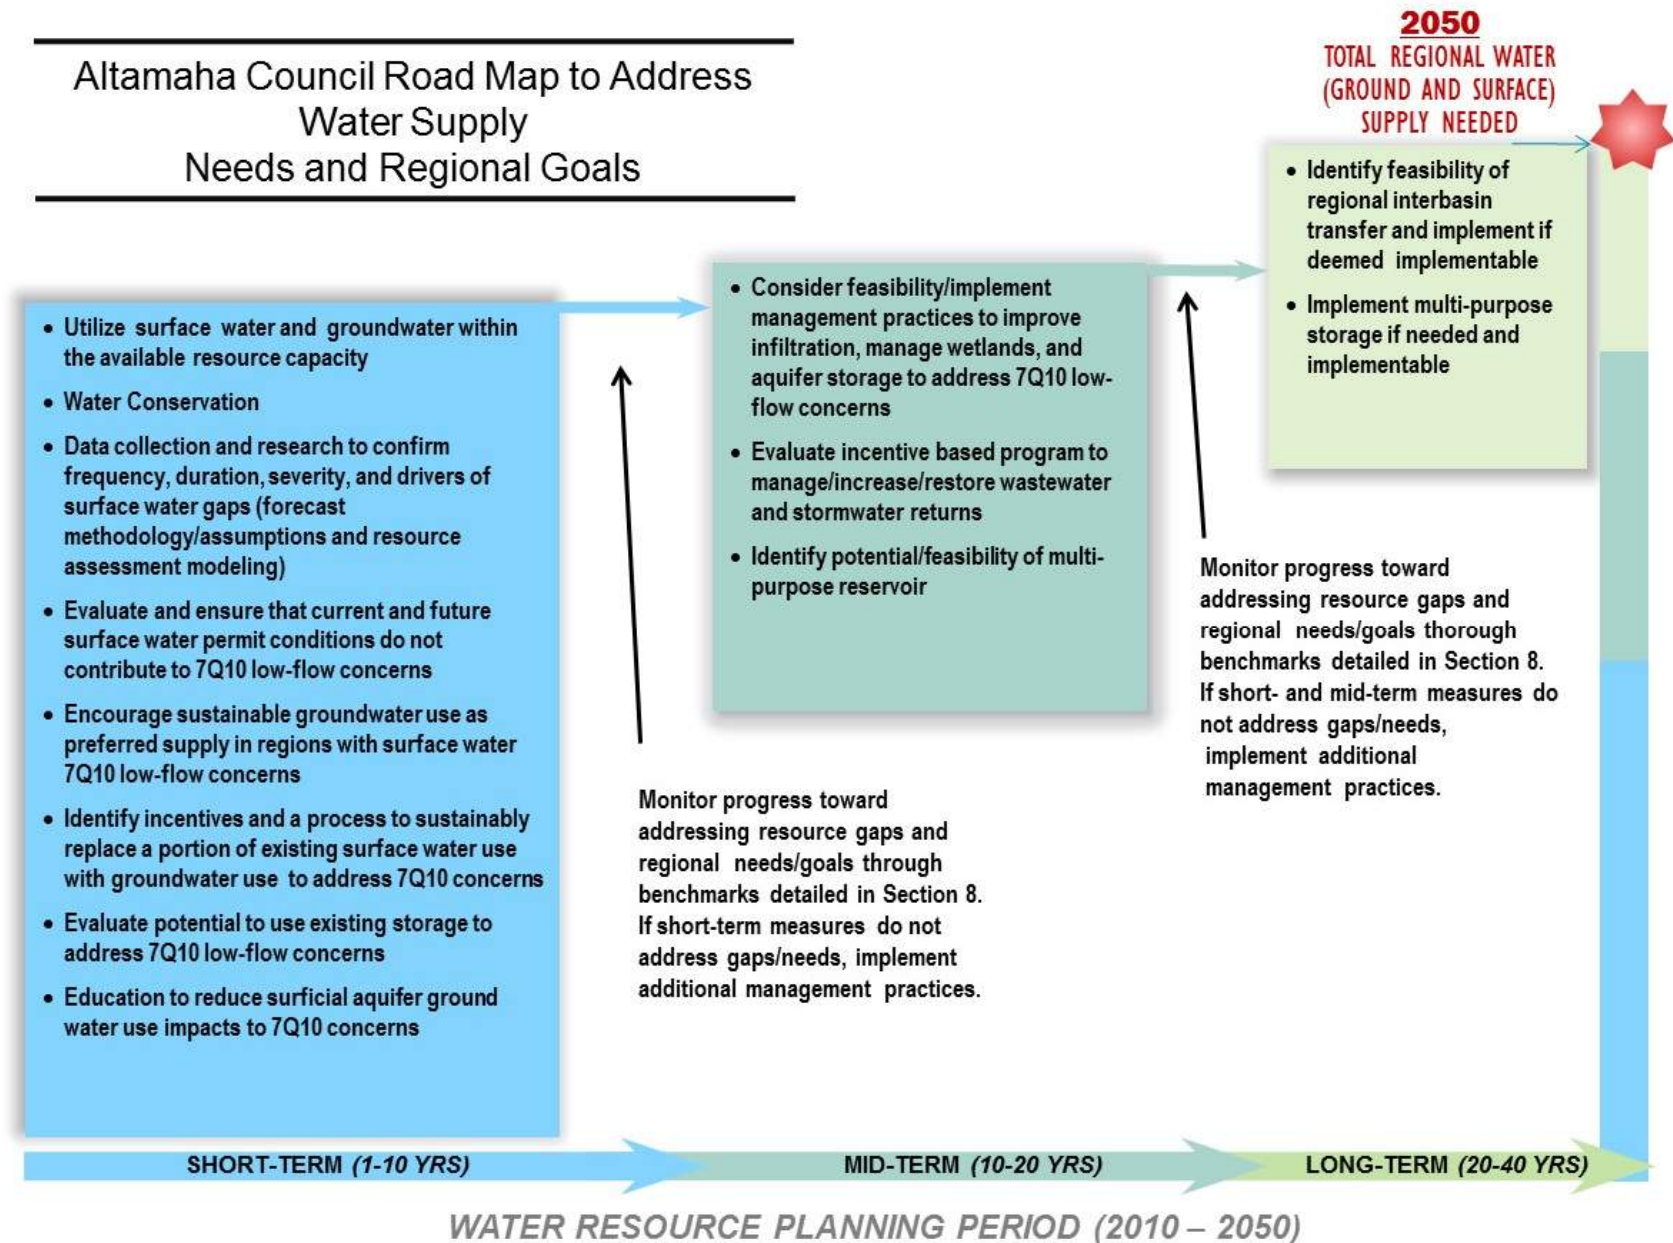 Altamaha Council Road Map to Address
Water Supply
Needs and Regional Goals
2050
TOTAL REGIONAL WATER
(GROUND AND SURFACE)
SUPPLY NEEDED
• Utilize surface water and groundwater within
the available resource capacity
• Water Conservation
• Data collection and research to confirm
frequency, duration, severity, and drivers of
surface water gaps (forecast
methodology/assumptions and resource
assessment modeling)
• Evaluate and ensure that current and future
surface water permit conditions do not
contribute to 7Q10 low-flow concerns
• Encourage sustainable groundwater use as
preferred supply in regions with surface water
7Q10 low-flow concerns
• Identify incentives and a process to sustainably
replace a portion of existing surface water use
with groundwater use to address 7Q10 concerns
• Evaluate potential to use existing storage to
address 7Q10 low-flow concerns
• Education to reduce surficial aquifer ground
water use impacts to 7Q10 concerns
Monitor progress toward
addressing resource gaps and
regional needs/goals through
benchmarks detailed in Section 8.
If short-term measures do not
address gaps/needs, implement
additional management practices.
• Consider feasibility/implement
management practices to improve
infiltration, manage wetlands, and
aquifer storage to address 7Q10 low-
flow concerns
• Evaluate incentive based program to
manage/increase/restore wastewater
and stormwater returns
• Identify potential/feasibility of multi-
purpose reservoir
Monitor progress toward
addressing resource gaps and
regional needs/goals thorough
benchmarks detailed in Section 8.
If short- and mid-term measures do
not address gaps/needs,
implement additional
management practices.
• Identify feasibility of
regional interbasin
transfer and implement if
deemed implementable
• Implement multi-purpose
storage if needed and
implementable
SHORT-TERM (1-10 YRS)
MID-TERM (10-20 YRS)
LONG-TERM (20-40 YRS)
WATER RESOURCE PLANNING PERIOD (2010 – 2050)